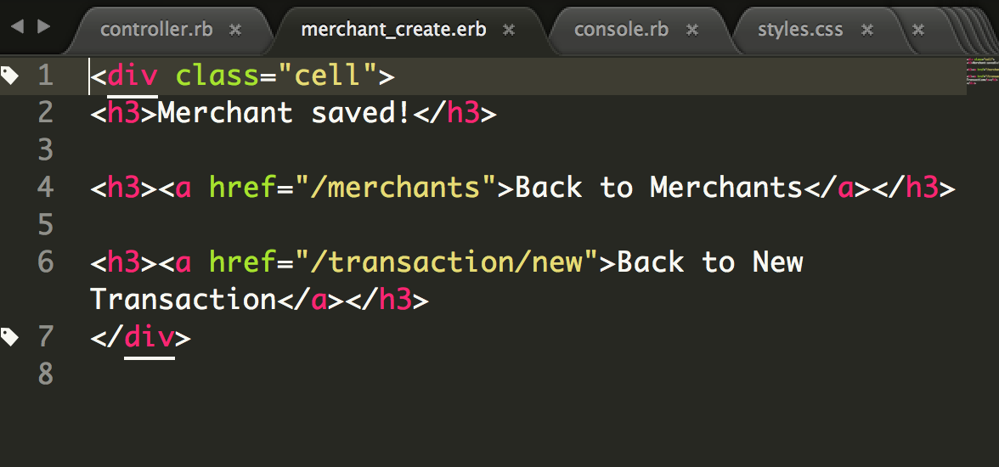 controller.rb × merchant_create.erb × console.rb × styles.css × ×
1 <div class="cell">
2 <h3>Merchant saved!</h3>
3
4 <h3><a href="/merchants">Back to Merchants</a></h3>
5
6 <h3><a href="/transaction/new">Back to New
Transaction</a></h3>
7 </div>
8